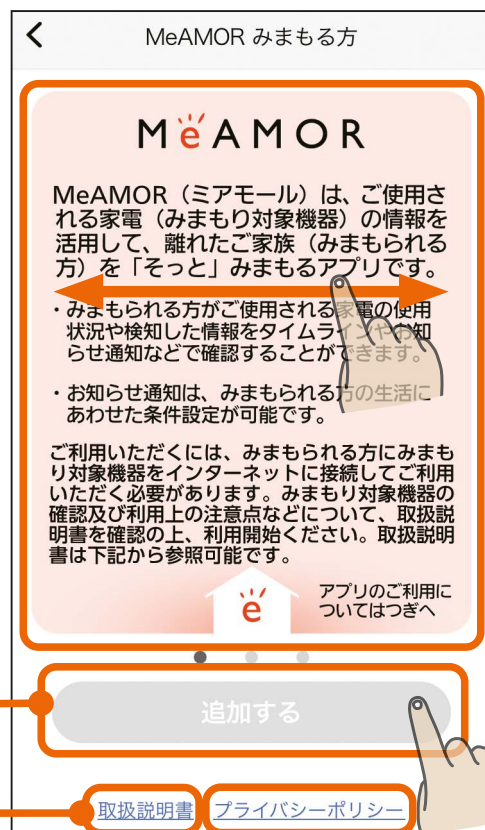 MeAMOR みまもる方
MëAMOR
MeAMOR（ミアモール）は、ご使用さ
れる家電（みまもり対象機器）の情報を
活用して、離れたご家族（みまもられる
方）を「そっと」みまもるアプリです。
・みまもられる方がご使用される家電の使用
状況や検知した情報をタイムラインやお知
らせ通知などで確認することができます。
・お知らせ通知は、みまもられる方の生活に
あわせた条件設定が可能です。
ご利用いただくには、みまもられる方にみまも
り対象機器をインターネットに接続してご利用
いただく必要があります。みまもり対象機器の
確認及び利用上の注意点などについて、取扱説
明書を確認の上、利用開始ください。取扱説明
書は下記から参照可能です。
ë
アプリのご利用に
ついてはつぎへ
追加する
取扱説明書 プライバシーポリシー